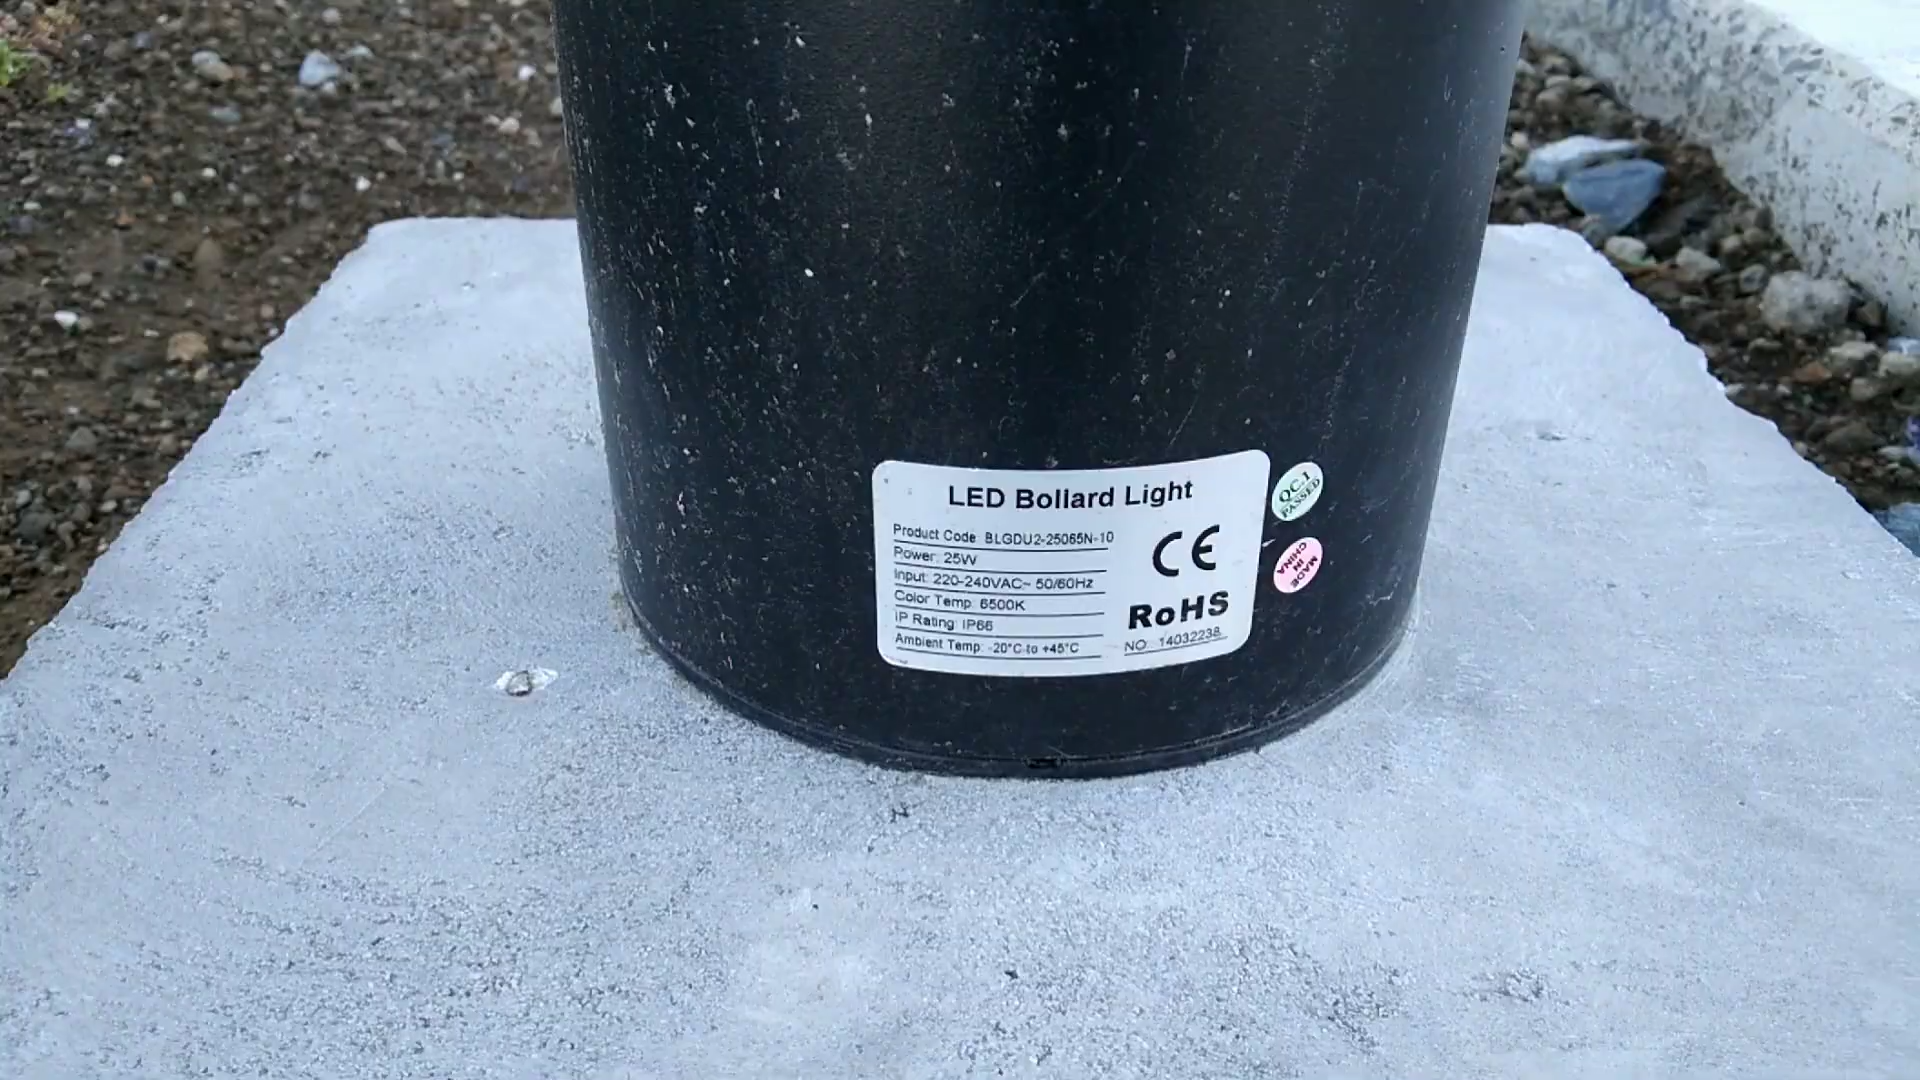 LED Bollard Light
Product Code: BLGDU2-25065N-10
Power: 25W
Input: 220-240VAC~ 50/60Hz
Color Temp: 6500K
IP Rating: IP66
Ambient Temp: -20°C to +45°C
CE
RoHS
NO: 14032238
QC.1
PASSED
MADE
IN
CHINA